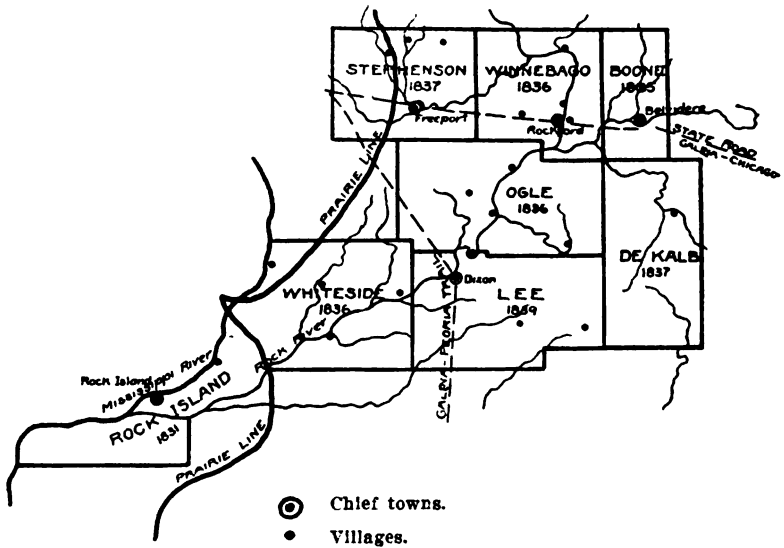 STEPHENSON
1837
WINNEBAGO
1836
BOONE
Freeport
Rockford
Belvidere
STATE ROAD
GALENA-CHICAGO
PRAIRIE LINE
OGLE
1836
DE KALB
1837
WHITESIDE
1836
Dixon
LEE
1839
ROCK RIVER
GALENA-PEORIA TRAIL
Rock Island
MISSISSIPPI River
ROCK ISLAND
1831
PRAIRIE LINE
Chief towns.
Villages.